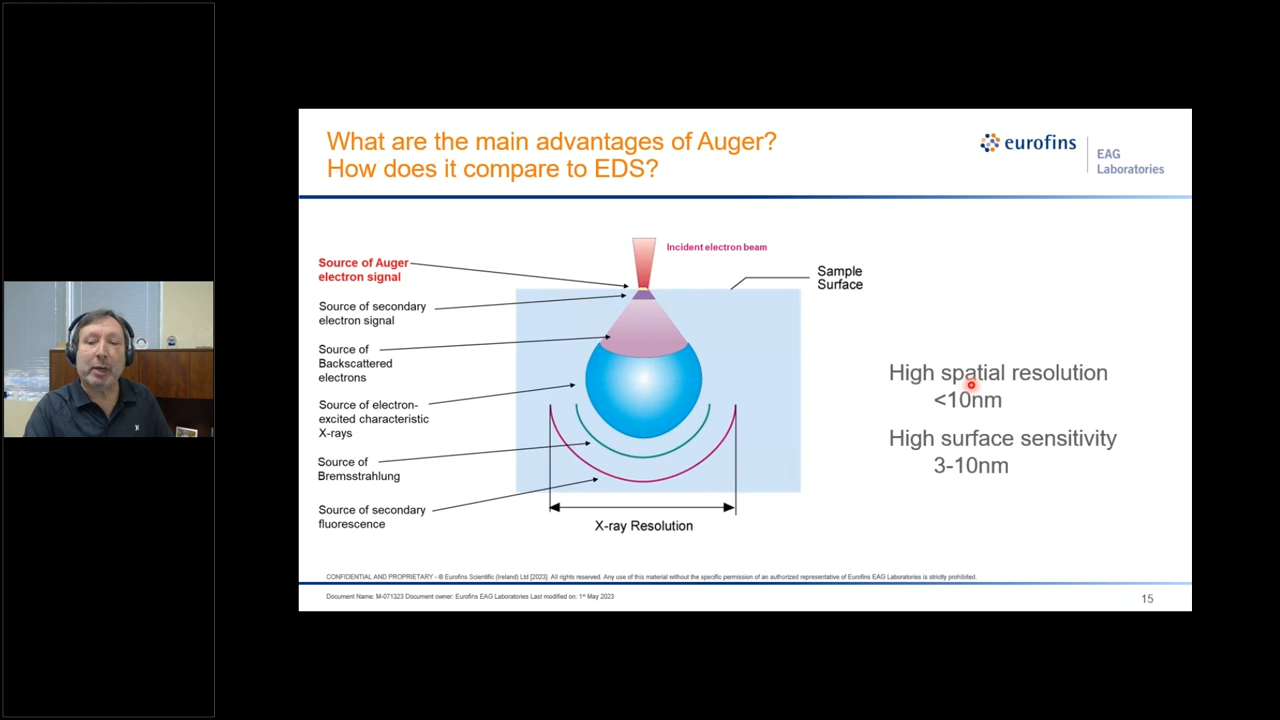 What are the main advantages of Auger?
How does it compare to EDS?
eurofins
EAG
Laboratories
Incident electron beam
Source of Auger
electron signal
Sample
Surface
Source of secondary
electron signal
Source of
Backscattered
electrons
High spatial resolution
<10nm
Source of electron-
excited characteristic
X-rays
High surface sensitivity
3-10nm
Source of
Bremsstrahlung
Source of secondary
fluorescence
X-ray Resolution
CONFIDENTIAL AND PROPRIETARY - © Eurofins Scientific (Ireland) Ltd [2023]. All rights reserved. Any use of this material without the specific permission of an authorized representative of Eurofins EAG Laboratories is strictly prohibited.
Document Name: M-071323 Document owner: Eurofins EAG Laboratories Last modified on: 1st May 2023
15